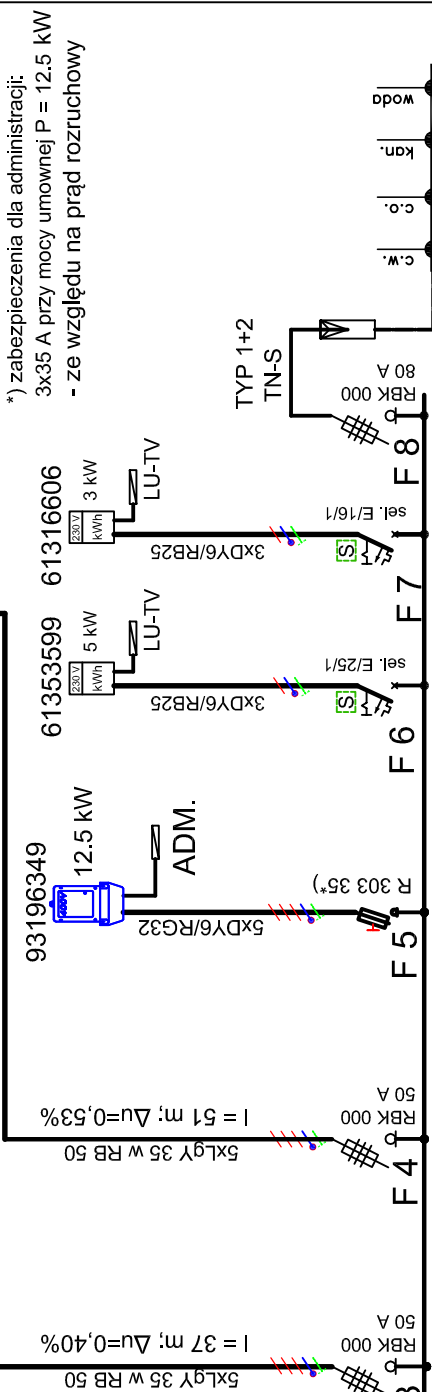 *) zabezpieczenia dla administracji:
3x35 A przy mocy umownej P = 12.5 kW
- ze względu na prąd rozruchowy
5xLgY 35 w RB 50
l = 37 m; Δu=0,40%
RBK 000
50 A
3
5xLgY 35 w RB 50
l = 51 m; Δu=0,53%
RBK 000
50 A
F 4
93196349
12.5 kW
400V
ADM.
5xDY6/RG32
R 303 35*)
F 5
61353599
230 V
kWh
5 kW
LU-TV
3xDY6/RB25
S
sel. E/25/1
F 6
61316606
230 V
kWh
3 kW
LU-TV
3xDY6/RB25
S
sel. E/16/1
F 7
TYP 1+2
TN-S
RBK 000
80 A
F 8
c.w.
c.o.
kan.
woda